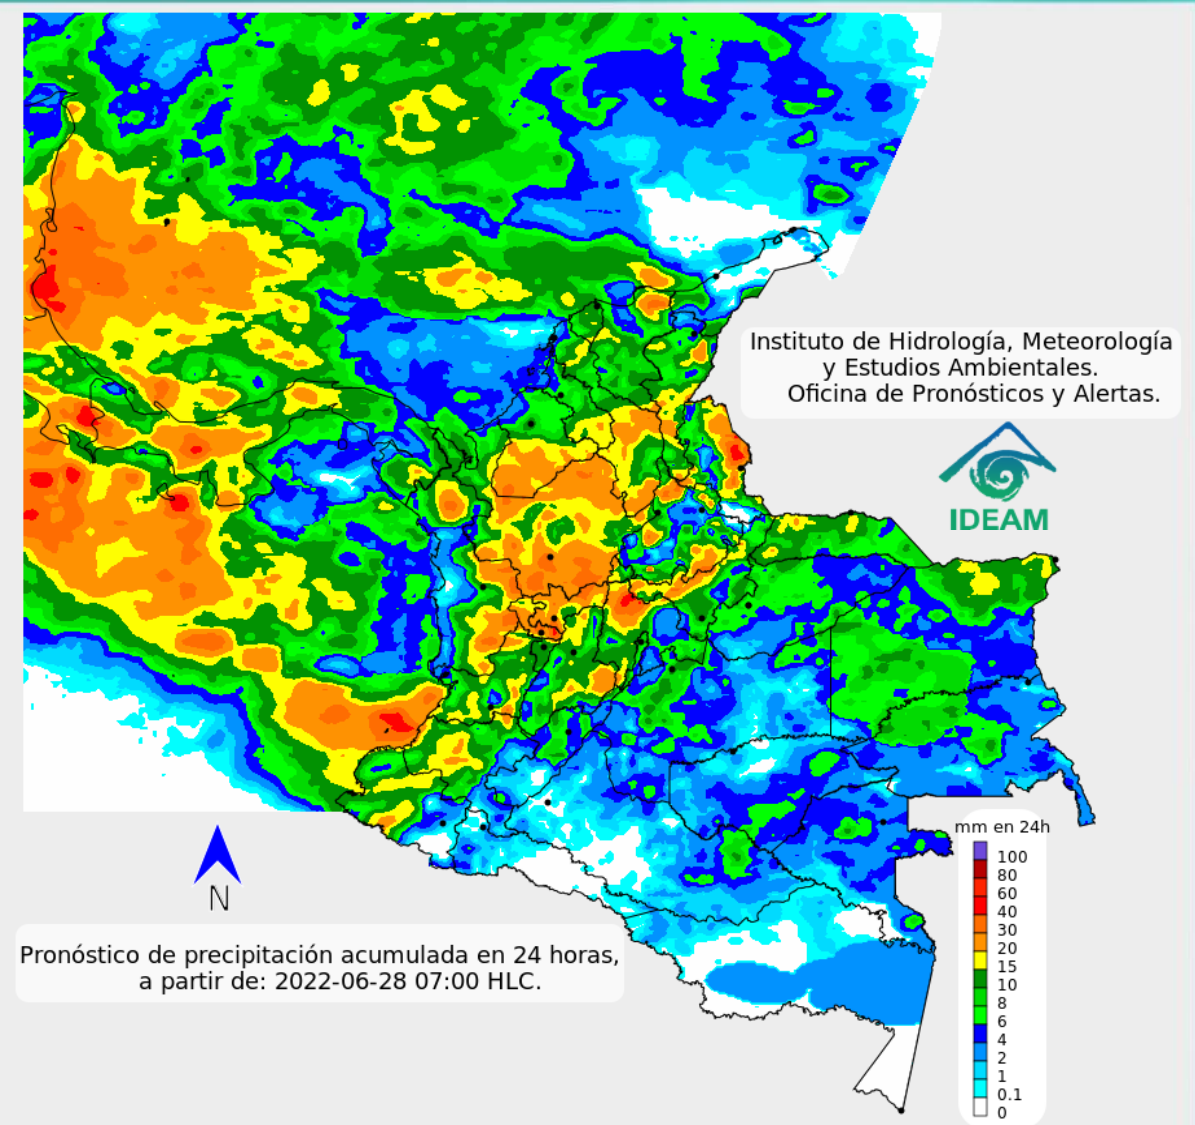 Instituto de Hidrología, Meteorología
y Estudios Ambientales.
Oficina de Pronósticos y Alertas.
IDEAM
mm en 24h
100
80
60
40
30
20
15
10
8
6
4
2
1
0.1
0
N
Pronóstico de precipitación acumulada en 24 horas,
a partir de: 2022-06-28 07:00 HLC.